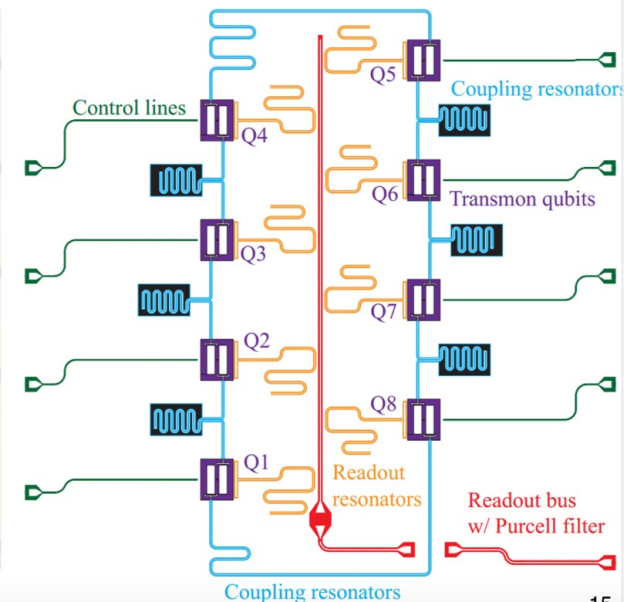 Q5
Coupling resonators
Control lines
Q4
Q6
Transmon qubits
Q3
Q7
Q2
Q8
Q1
Readout
resonators
Readout bus
w/ Purcell filter
Coupling resonators